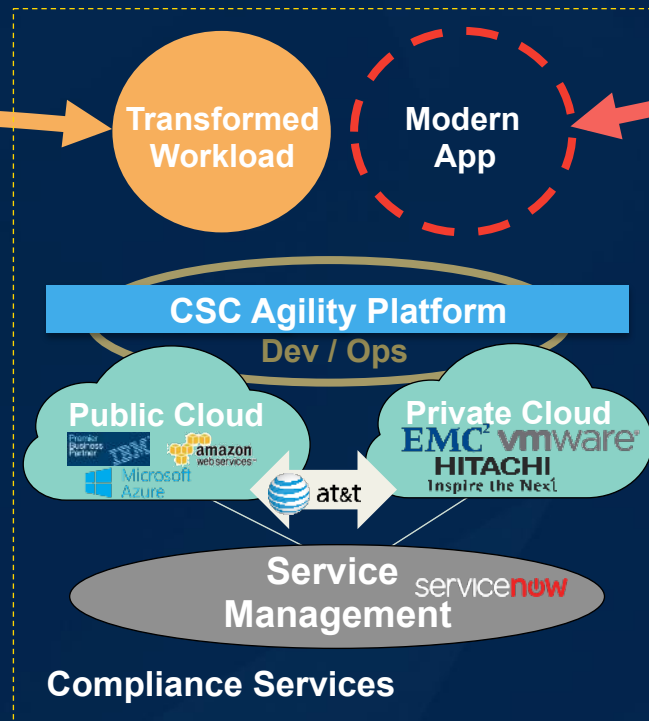 Transformed
Workload
Modern
App
CSC Agility Platform
Dev / Ops
Public Cloud
Premier
Business
Partner
IBM
amazon
web services™
Microsoft
Azure
Private Cloud
EMC² vmware®
HITACHI
Inspire the Next
at&t
Service
Management
servicenow
Compliance Services